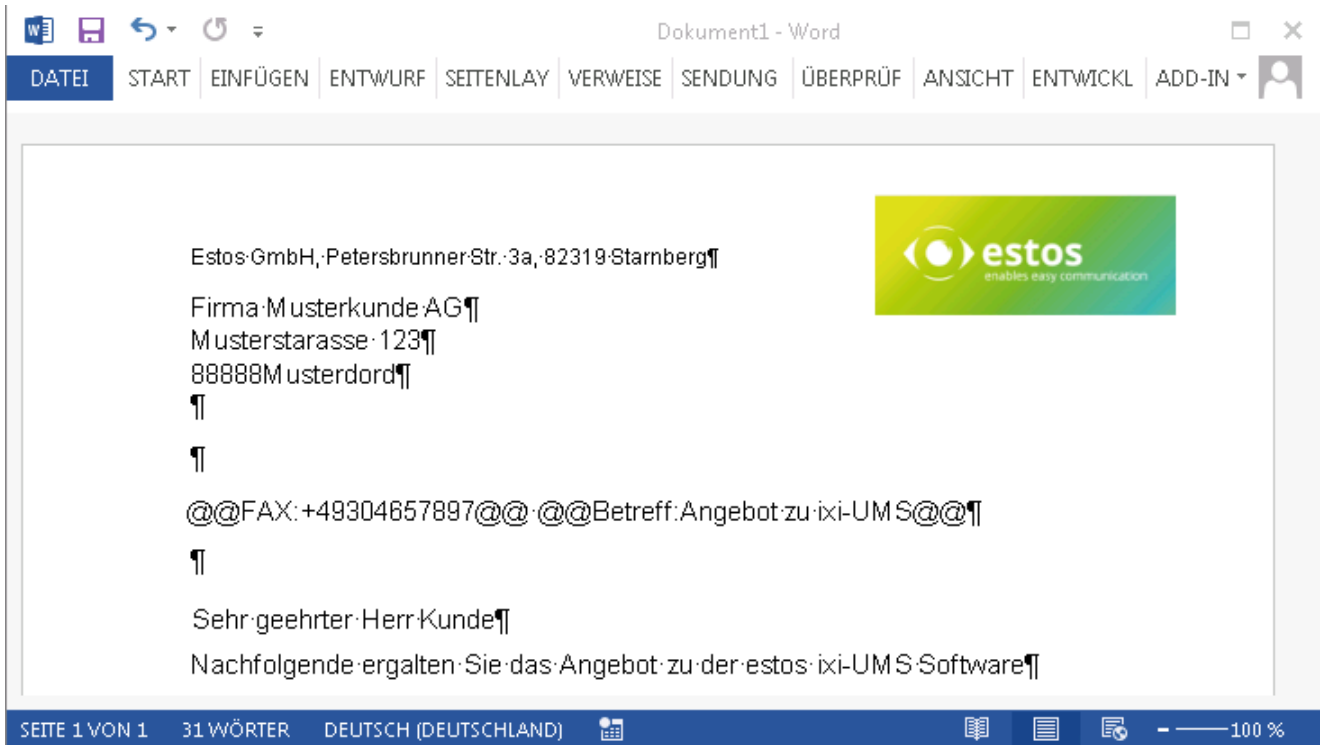 Dokument1 - Word
DATEI START EINFÜGEN ENTWURF SEITENLAY VERWEISE SENDUNG ÜBERPRÜF ANSICHT ENTWICKL ADD-IN
estos
enables easy communication
Estos·GmbH,·Petersbrunner·Str.·3a,·82319·Starnberg¶
Firma·Musterkunde·AG¶
Musterstarasse·123¶
88888Musterdord¶
¶
¶
@@FAX:+49304657897@@·@@Betreff:Angebot·zu·ixi-UMS@@¶
¶
Sehr·geehrter·Herr·Kunde¶
Nachfolgende·ergalten·Sie·das·Angebot·zu·der·estos·ixi-UMS·Software¶
SEITE 1 VON 1 31 WÖRTER DEUTSCH (DEUTSCHLAND) 100 %